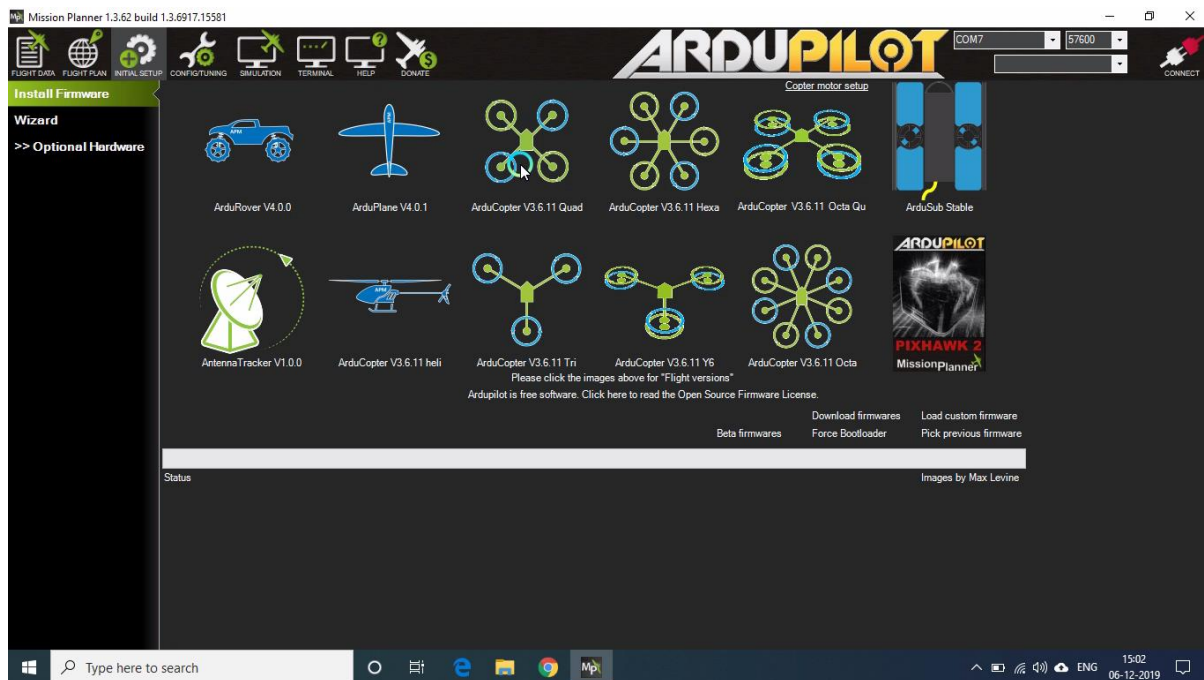 Mission Planner 1.3.62 build 1.3.6917.15581
FLIGHT DATA
FLIGHT PLAN
INITIAL SETUP
CONFIG/TUNING
SIMULATION
TERMINAL
HELP
DONATE
ARDUPILOT
COM7
57600
CONNECT
Install Firmware
Wizard
>> Optional Hardware
Copter motor setup
APM
ArduRover V4.0.0
ArduPlane V4.0.1
ArduCopter V3.6.11 Quad
ArduCopter V3.6.11 Hexa
ArduCopter V3.6.11 Octa Qu
ArduSub Stable
APM
ARDUPILOT
PIXHAWK 2
MissionPlanner
AntennaTracker V1.0.0
ArduCopter V3.6.11 heli
ArduCopter V3.6.11 Tri
ArduCopter V3.6.11 Y6
ArduCopter V3.6.11 Octa
Please click the images above for "Flight versions"
Ardupilot is free software. Click here to read the Open Source Firmware License.
Download firmwares
Load custom firmware
Beta firmwares
Force Bootloader
Pick previous firmware
Status
Images by Max Levine
Type here to search
Mp
ENG
15:02
06-12-2019